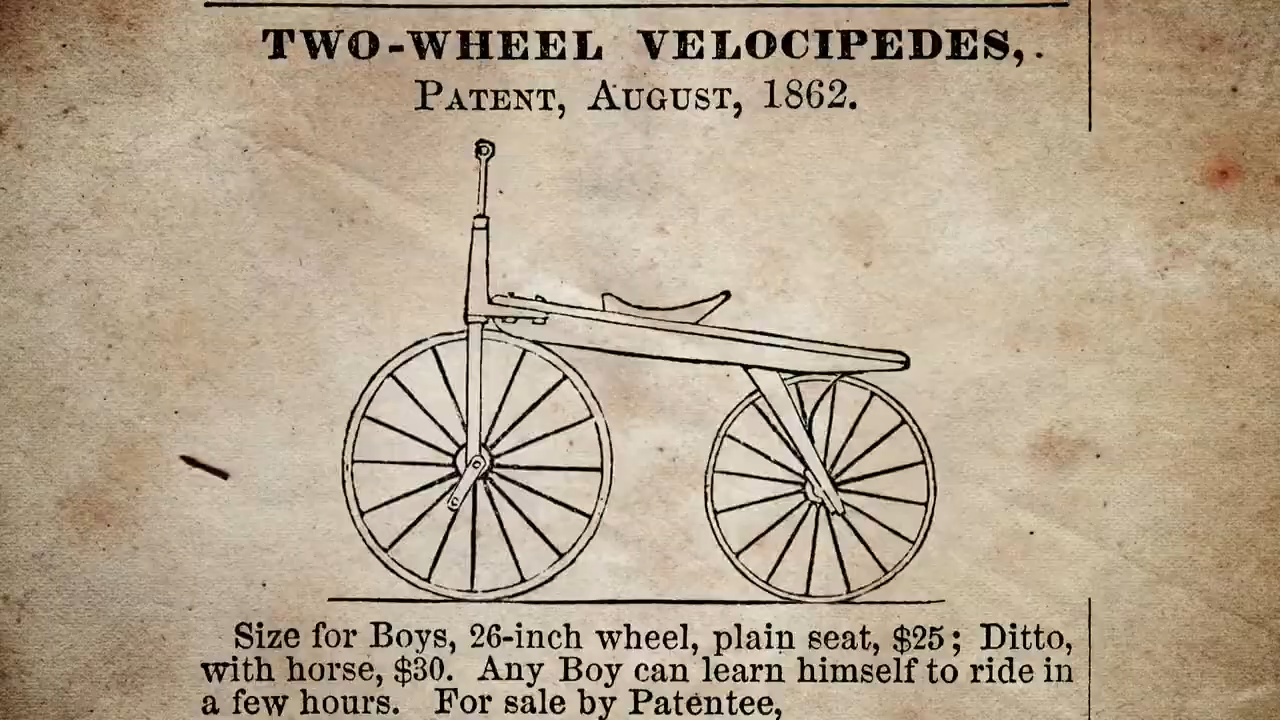 TWO-WHEEL VELOCIPEDES,.
PATENT, AUGUST, 1862.
Size for Boys, 26-inch wheel, plain seat, $25; Ditto,
with horse, $30. Any Boy can learn himself to ride in
a few hours. For sale by Patentee,